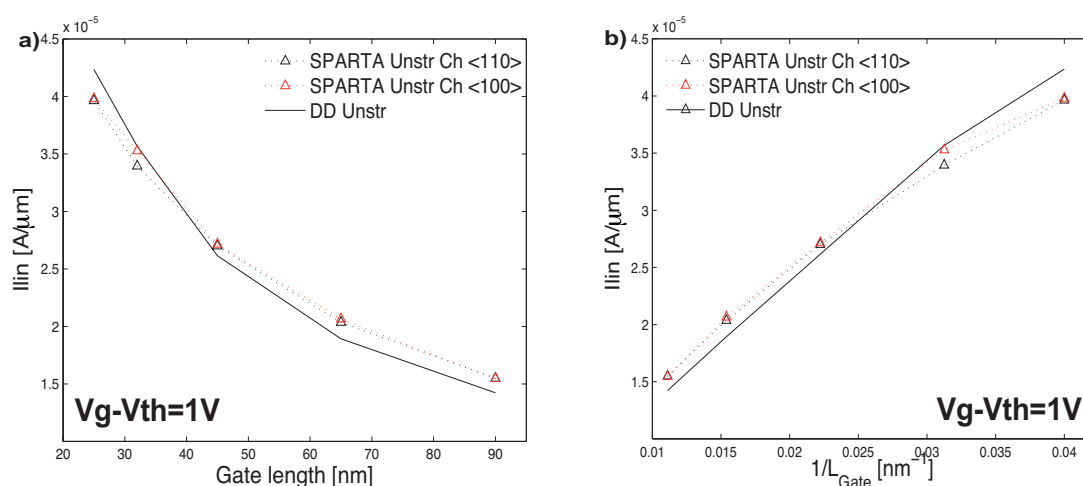 a)
x 10⁻⁵
4.5
4
3.5
3
2.5
2
1.5
Ilin [A/µm]
SPARTA Unstr Ch <110>
SPARTA Unstr Ch <100>
DD Unstr
Vg-Vth=1V
20 30 40 50 60 70 80 90
Gate length [nm]
b)
x 10⁻⁵
4.5
4
3.5
3
2.5
2
1.5
Ilin [A/µm]
SPARTA Unstr Ch <110>
SPARTA Unstr Ch <100>
DD Unstr
Vg-Vth=1V
0.01 0.015 0.02 0.025 0.03 0.035 0.04
1/L_Gate [nm⁻¹]